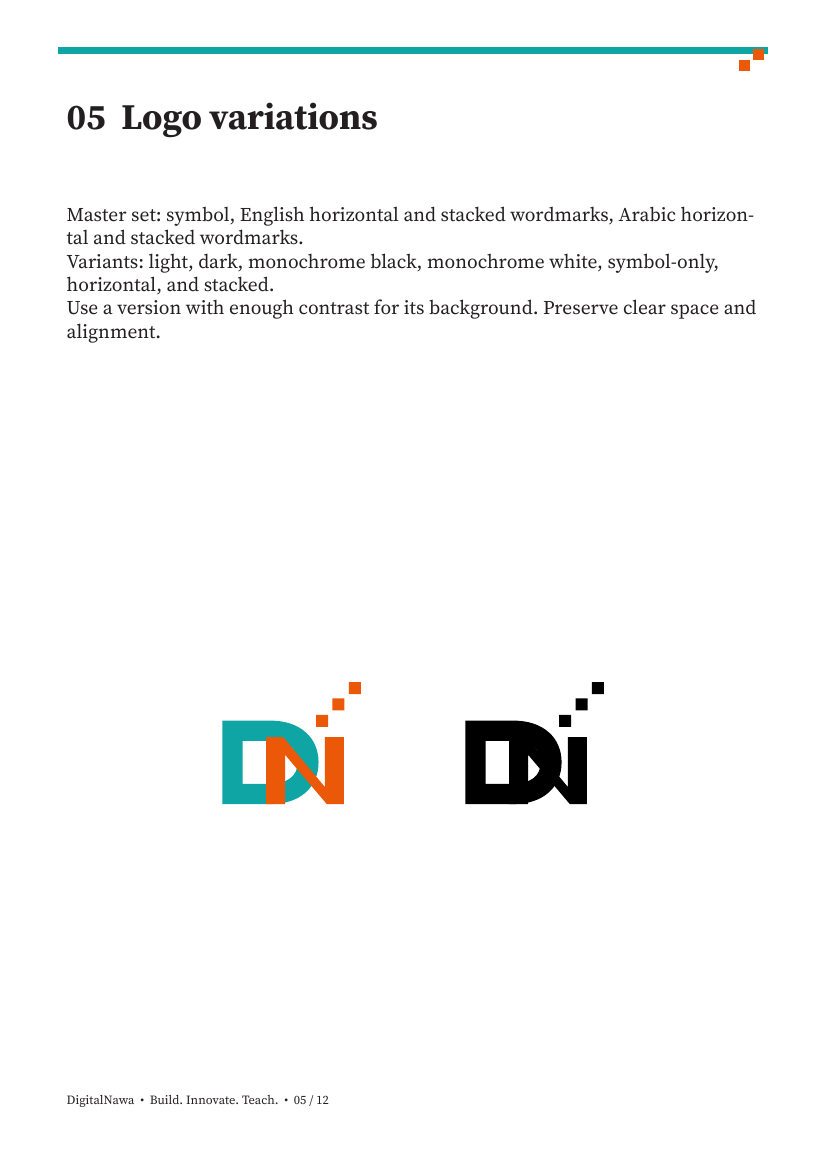 05 Logo variations
Master set: symbol, English horizontal and stacked wordmarks, Arabic horizon-
tal and stacked wordmarks.
Variants: light, dark, monochrome black, monochrome white, symbol-only,
horizontal, and stacked.
Use a version with enough contrast for its background. Preserve clear space and
alignment.
DN DN
DigitalNawa • Build. Innovate. Teach. • 05 / 12